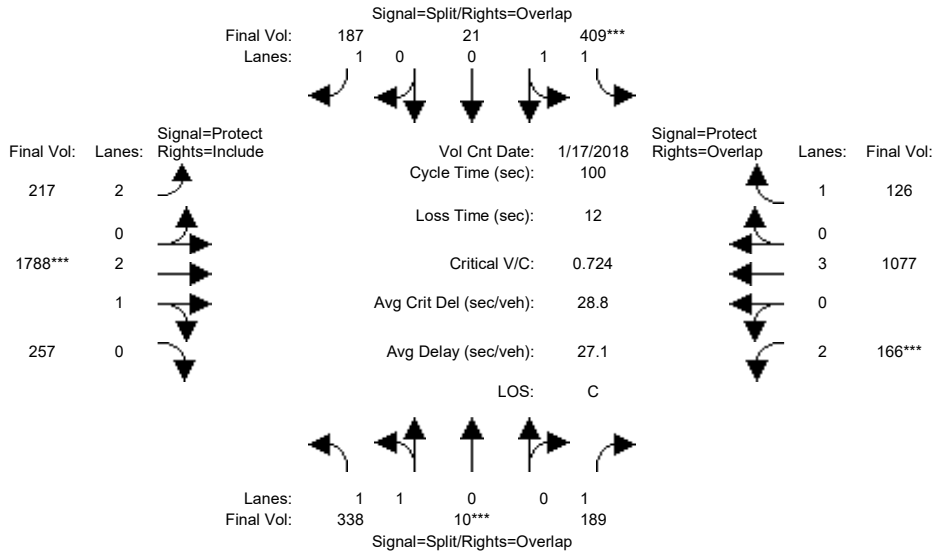 Signal=Split/Rights=Overlap
Final Vol: 187 21 409***
Lanes: 1 0 0 1 1
Signal=Protect Signal=Protect
Final Vol: Lanes: Rights=Include Vol Cnt Date: 1/17/2018 Rights=Overlap Lanes: Final Vol:
Cycle Time (sec): 100
217 2 1 126
Loss Time (sec): 12
0 0
1788*** 2 Critical V/C: 0.724 3 1077
1 Avg Crit Del (sec/veh): 28.8 0
257 0 Avg Delay (sec/veh): 27.1 2 166***
LOS: C
Lanes: 1 1 0 0 1
Final Vol: 338 10*** 189
Signal=Split/Rights=Overlap